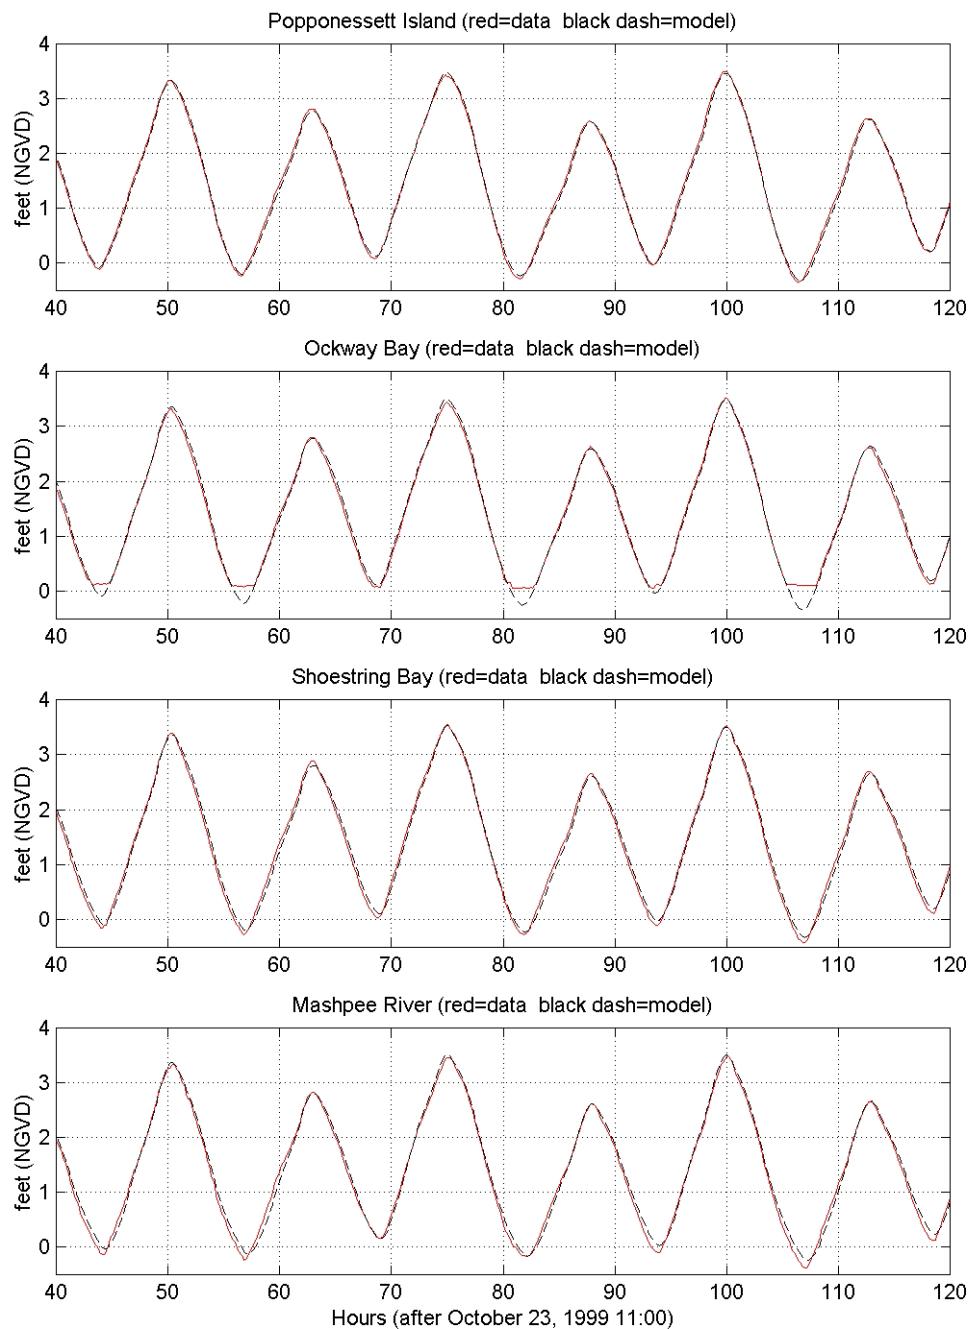 Popponessett Island (red=data black dash=model)
4
3
2
1
0
feet (NGVD)
40 50 60 70 80 90 100 110 120
Ockway Bay (red=data black dash=model)
4
3
2
1
0
feet (NGVD)
40 50 60 70 80 90 100 110 120
Shoestring Bay (red=data black dash=model)
4
3
2
1
0
feet (NGVD)
40 50 60 70 80 90 100 110 120
Mashpee River (red=data black dash=model)
4
3
2
1
0
feet (NGVD)
40 50 60 70 80 90 100 110 120
Hours (after October 23, 1999 11:00)